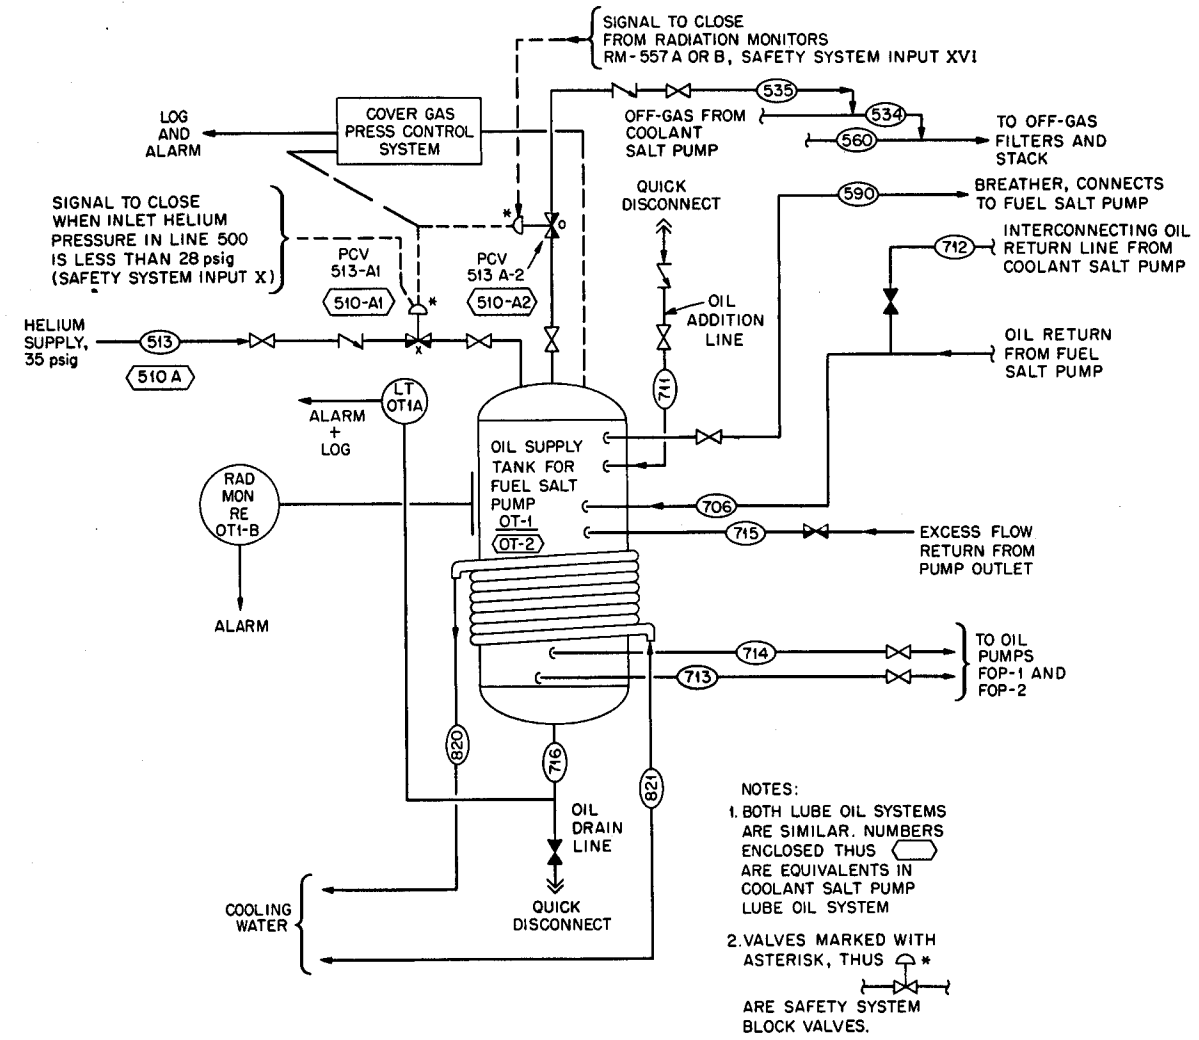 SIGNAL TO CLOSE
FROM RADIATION MONITORS
RM-557A OR B, SAFETY SYSTEM INPUT XVI
COVER GAS
PRESS CONTROL
SYSTEM
LOG
AND
ALARM
535
OFF-GAS FROM
COOLANT
SALT PUMP
534
560
TO OFF-GAS
FILTERS AND
STACK
QUICK
DISCONNECT
590
BREATHER, CONNECTS
TO FUEL SALT PUMP
SIGNAL TO CLOSE
WHEN INLET HELIUM
PRESSURE IN LINE 500
IS LESS THAN 28 psig
(SAFETY SYSTEM INPUT X)
*
O
PCV
513-A1
510-A1
*
X
PCV
513 A-2
510-A2
712
INTERCONNECTING OIL
RETURN LINE FROM
COOLANT SALT PUMP
OIL
ADDITION
LINE
HELIUM
SUPPLY,
35 psig
513
510 A
OIL RETURN
FROM FUEL
SALT PUMP
711
LT
OT1A
ALARM
+
LOG
OIL SUPPLY
TANK FOR
FUEL SALT
PUMP
OT-1
OT-2
RAD
MON
RE
OT1-B
ALARM
706
715
EXCESS FLOW
RETURN FROM
PUMP OUTLET
714
713
TO OIL
PUMPS
FOP-1 AND
FOP-2
820
716
821
OIL
DRAIN
LINE
QUICK
DISCONNECT
COOLING
WATER
NOTES:
1. BOTH LUBE OIL SYSTEMS
ARE SIMILAR. NUMBERS
ENCLOSED THUS
ARE EQUIVALENTS IN
COOLANT SALT PUMP
LUBE OIL SYSTEM
2. VALVES MARKED WITH
ASTERISK, THUS *
ARE SAFETY SYSTEM
BLOCK VALVES.